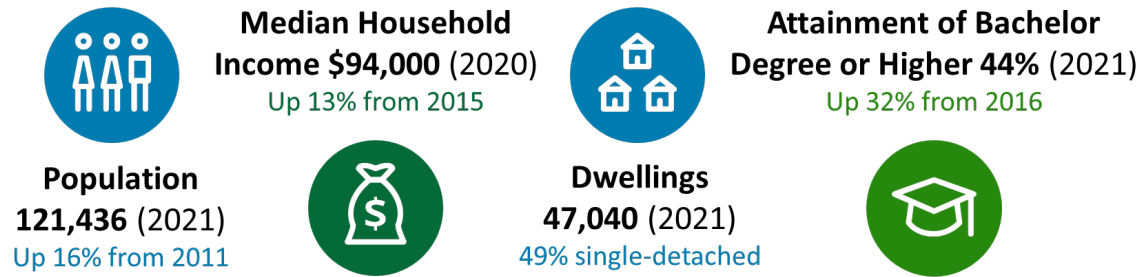 Population
121,436 (2021)
Up 16% from 2011
Median Household
Income $94,000 (2020)
Up 13% from 2015
$
Dwellings
47,040 (2021)
49% single-detached
Attainment of Bachelor
Degree or Higher 44% (2021)
Up 32% from 2016